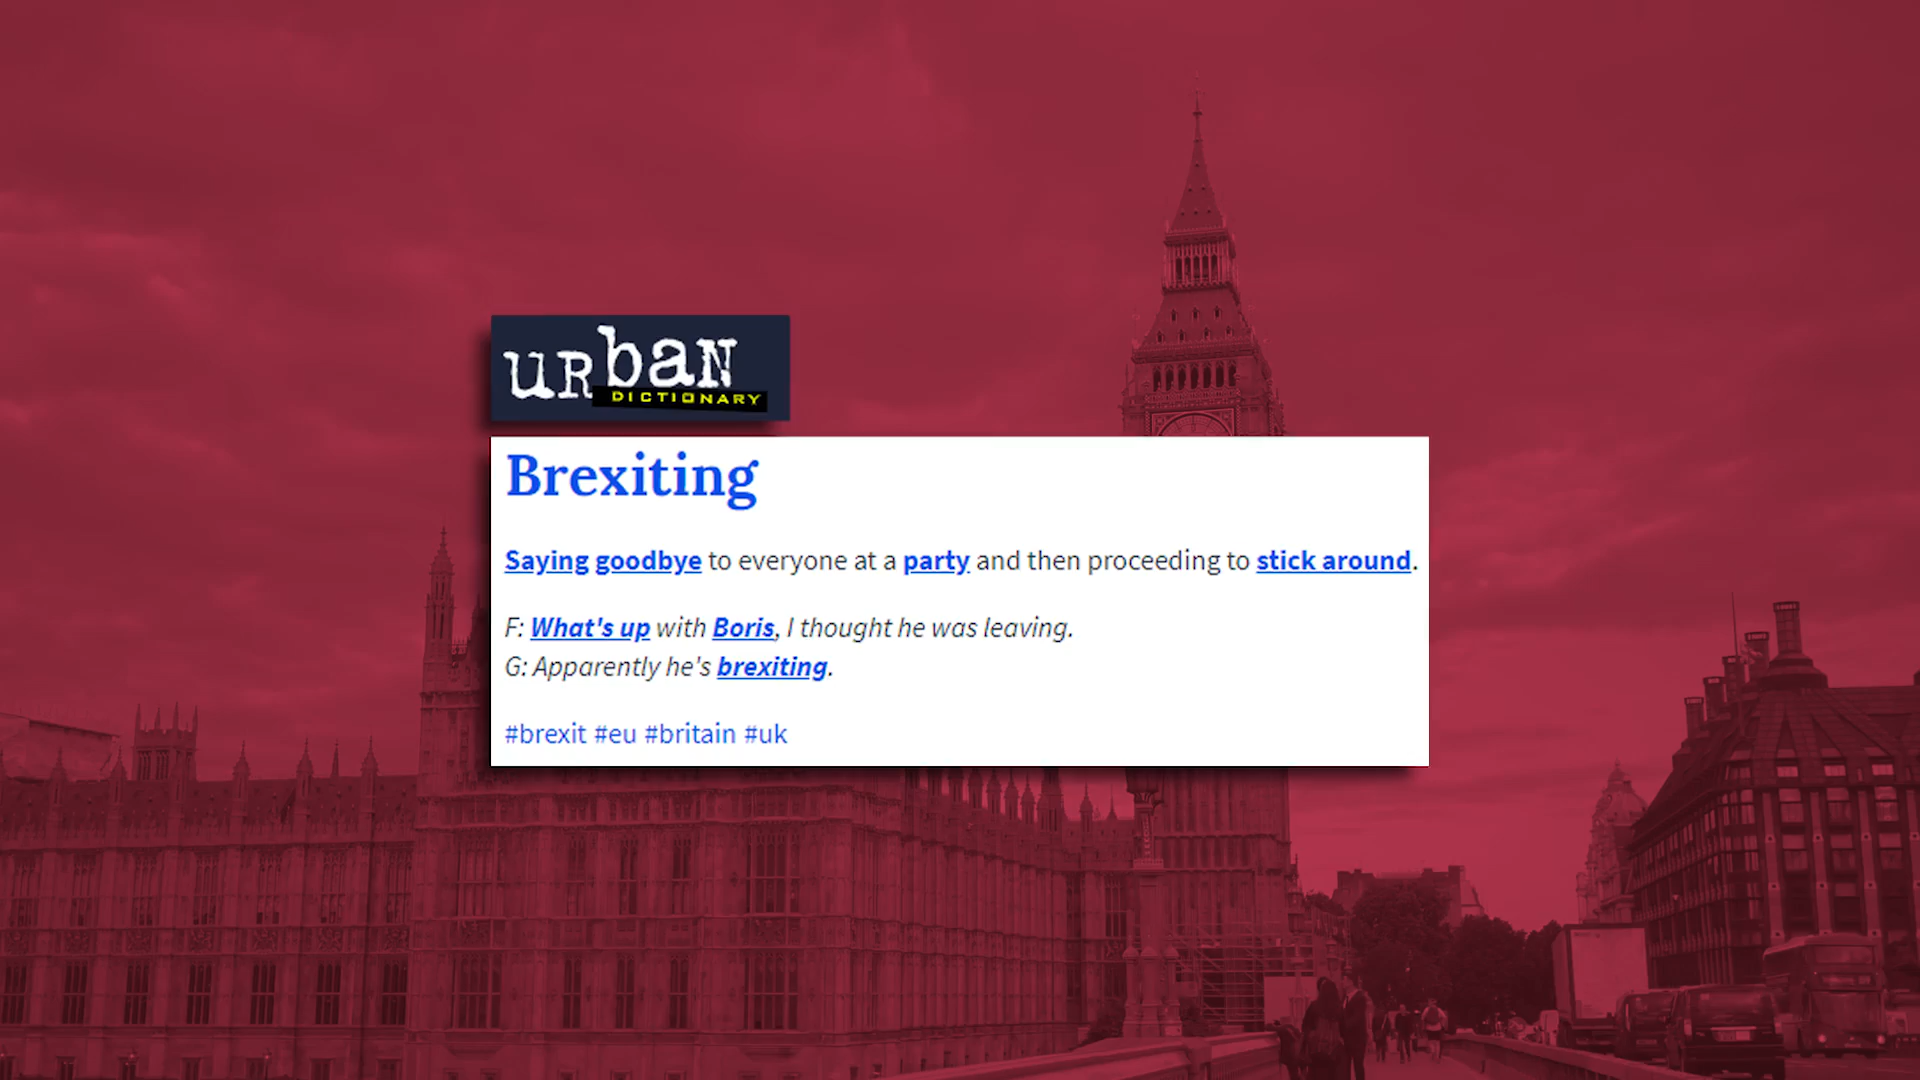 urban
DICTIONARY
Brexiting
Saying goodbye to everyone at a party and then proceeding to stick around.
F: What's up with Boris, I thought he was leaving.
G: Apparently he's brexiting.
#brexit #eu #britain #uk